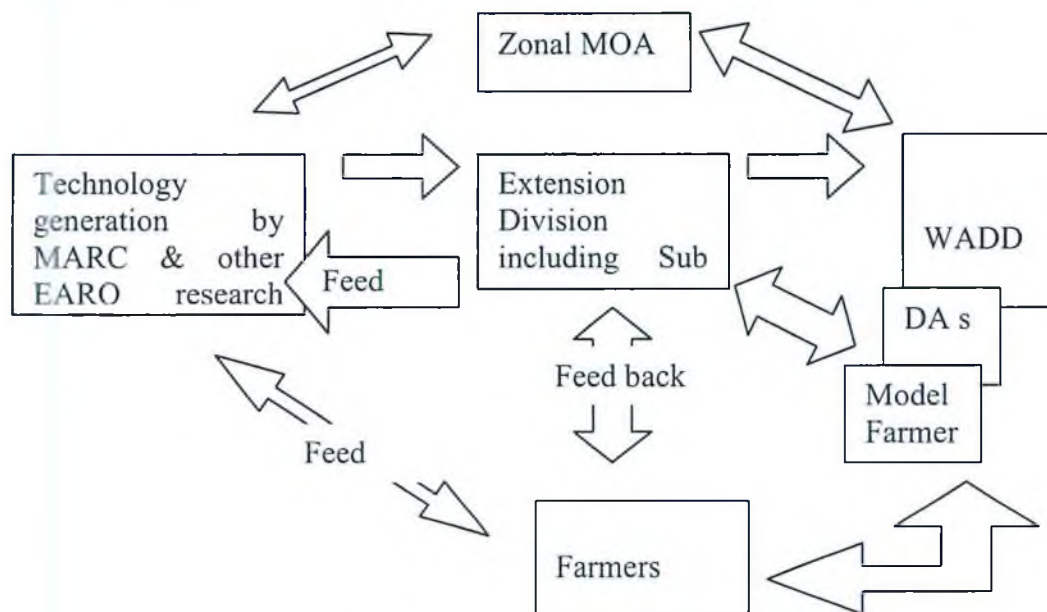 Zonal MOA
Technology
generation by
MARC & other
EARO research
Extension
Division
including Sub
WADD
Feed
DA s
Feed back
Model
Farmer
Feed
Farmers